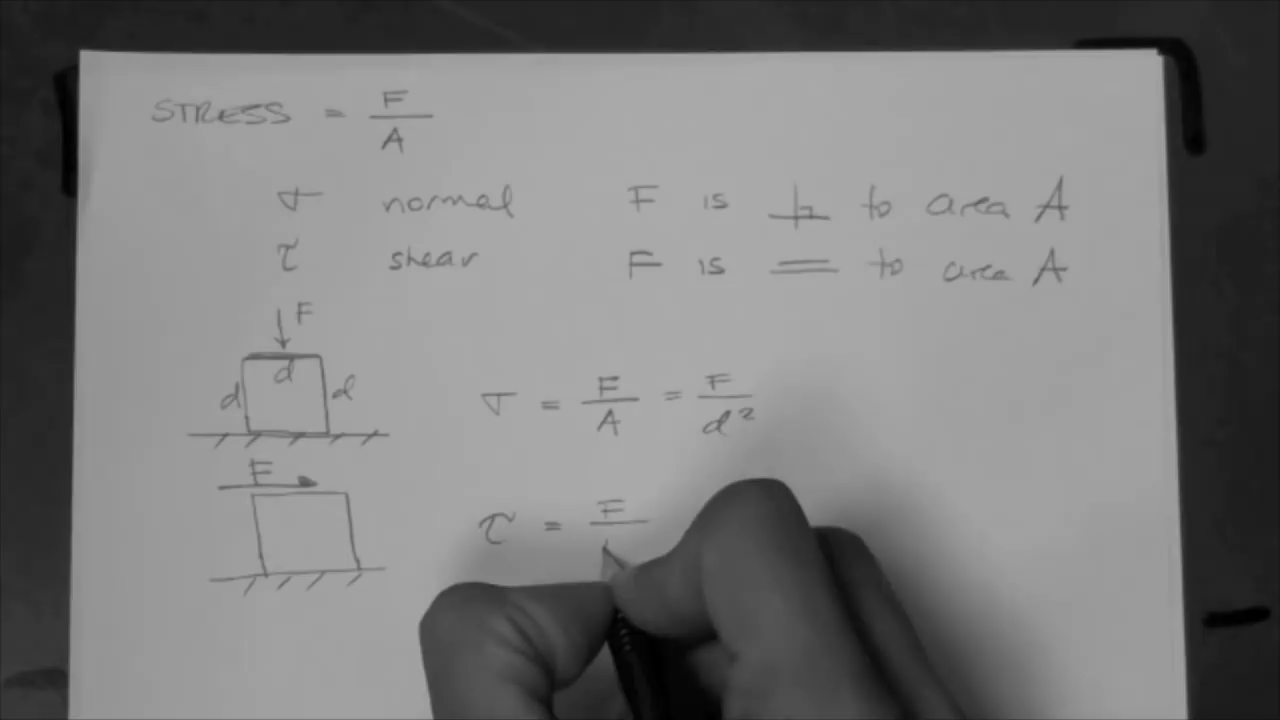 STRESS = F/A
σ normal F is ⊥ to area A
τ shear F is = to area A
F
d
d d
σ = F/A = F/d²
F
τ = F/